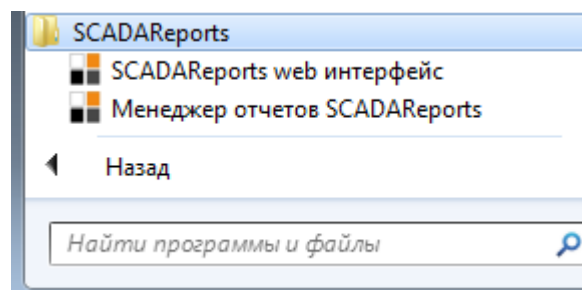 SCADAReports
SCADAReports web интерфейс
Менеджер отчетов SCADAReports
Назад
Найти программы и файлы